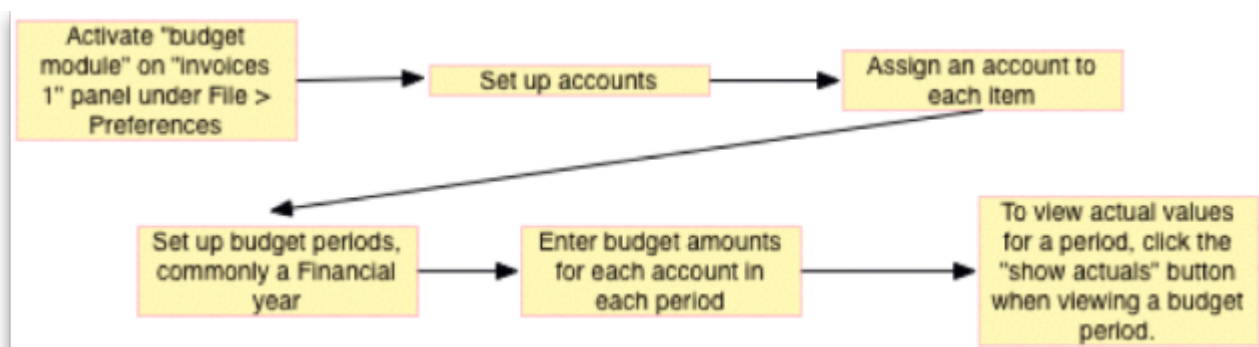 Activate "budget
module" on "invoices
1" panel under File >
Preferences
Set up accounts
Assign an account to
each item
Set up budget periods,
commonly a Financial
year
Enter budget amounts
for each account in
each period
To view actual values
for a period, click the
"show actuals" button
when viewing a budget
period.